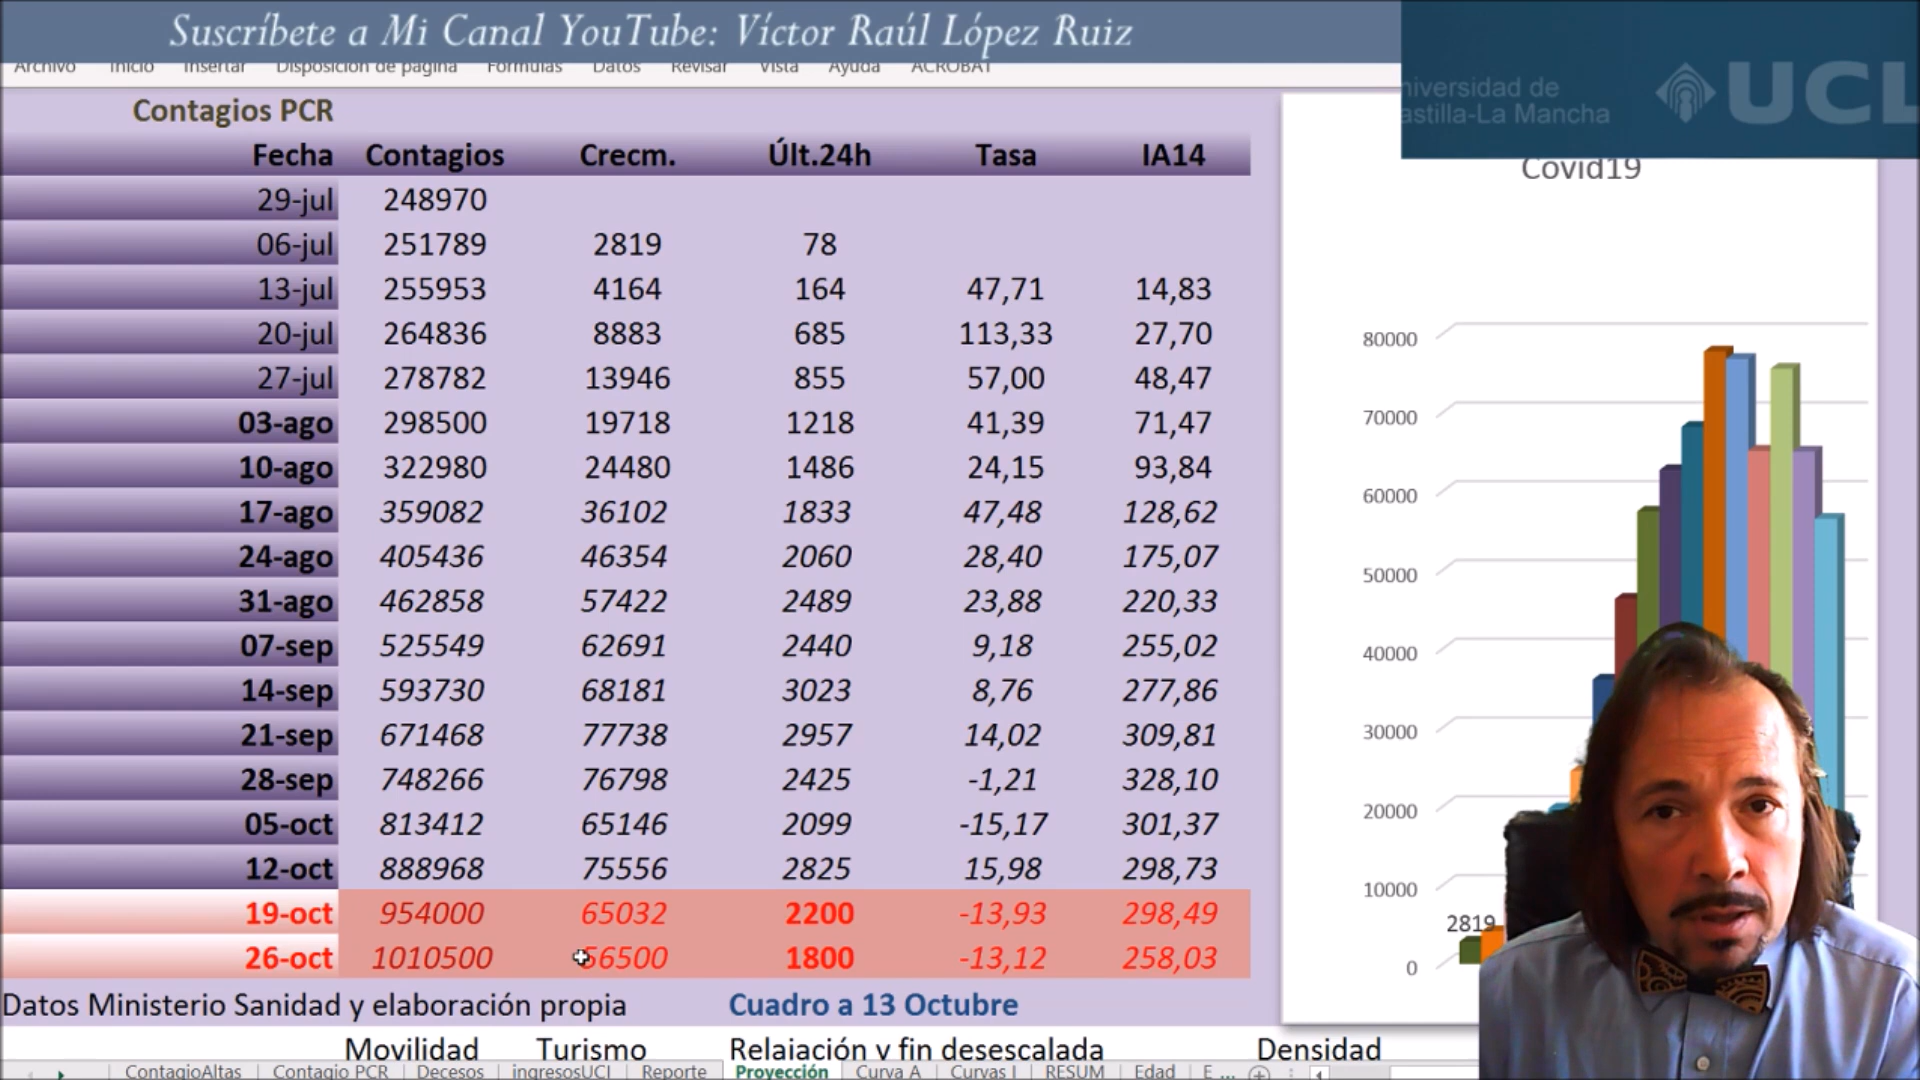 Suscríbete a Mi Canal YouTube: Víctor Raúl López Ruiz
Archivo Inicio Insertar Disposición de página Fórmulas Datos Revisar Vista Ayuda ACROBAT
niversidad de
astilla-La Mancha
UCL
Contagios PCR
Fecha Contagios Crecm. Últ.24h Tasa IA14
29-jul 248970
06-jul 251789 2819 78
13-jul 255953 4164 164 47,71 14,83
20-jul 264836 8883 685 113,33 27,70
27-jul 278782 13946 855 57,00 48,47
03-ago 298500 19718 1218 41,39 71,47
10-ago 322980 24480 1486 24,15 93,84
17-ago 359082 36102 1833 47,48 128,62
24-ago 405436 46354 2060 28,40 175,07
31-ago 462858 57422 2489 23,88 220,33
07-sep 525549 62691 2440 9,18 255,02
14-sep 593730 68181 3023 8,76 277,86
21-sep 671468 77738 2957 14,02 309,81
28-sep 748266 76798 2425 -1,21 328,10
05-oct 813412 65146 2099 -15,17 301,37
12-oct 888968 75556 2825 15,98 298,73
19-oct 954000 65032 2200 -13,93 298,49
26-oct 1010500 56500 1800 -13,12 258,03
Datos Ministerio Sanidad y elaboración propia Cuadro a 13 Octubre
Movilidad Turismo Relaiación y fin desescalada Densidad
ContagioAltas Contagio PCR Decesos ingresosUCI Reporte Proyección Curva A Curvas I RESUM Edad E ...
Covid19
80000
70000
60000
50000
40000
30000
20000
10000
0
2819